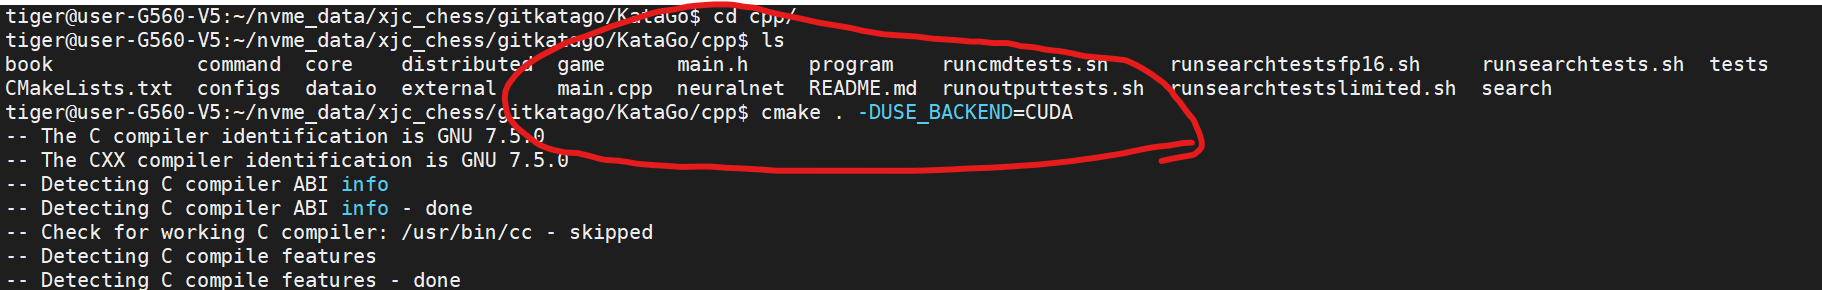 tiger@user-G560-V5:~/nvme_data/xjc_chess/gitkatago/KataGo$ cd cpp/
tiger@user-G560-V5:~/nvme_data/xjc_chess/gitkatago/KataGo/cpp$ ls
book command core distributed game main.h program runcmdtests.sh runsearchtestsfp16.sh runsearchtests.sh tests
CMakeLists.txt configs dataio external main.cpp neuralnet README.md runoutputtests.sh runsearchtestslimited.sh search
tiger@user-G560-V5:~/nvme_data/xjc_chess/gitkatago/KataGo/cpp$ cmake . -DUSE_BACKEND=CUDA
-- The C compiler identification is GNU 7.5.0
-- The CXX compiler identification is GNU 7.5.0
-- Detecting C compiler ABI info
-- Detecting C compiler ABI info - done
-- Check for working C compiler: /usr/bin/cc - skipped
-- Detecting C compile features
-- Detecting C compile features - done